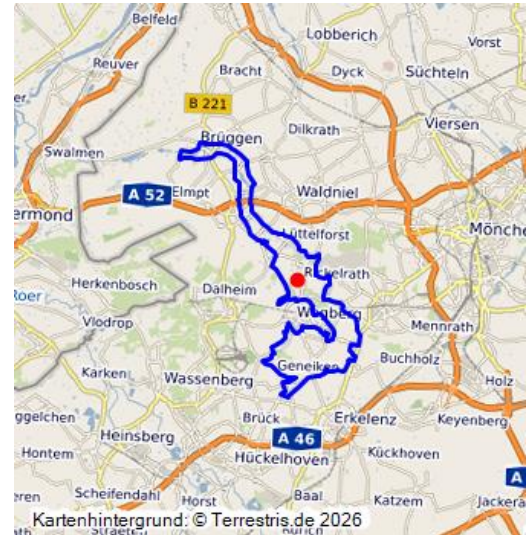 Belfeld
Lobberich
Reuver
Vorst
Bracht
Dyck
Süchteln
B 221
Brüggen
Dilkrath
Viersen
Swalmen
A 52
Elmpt
Waldniel
ermond
Lüttelforst
Mönche
Roer
Herkenbosch
Dalheim
Rickelrath
Vlodrop
Wegberg
Mennrath
Karken
Geneiken
Buchholz
Wassenberg
Holz
ggelchen
Brück
Erkelenz
Keyenberg
Heinsberg
A 46
Hontem
Hückelhoven
Kückhoven
A
Scheifendahl
Horst
Baal
Katzem
Jackera
Straeten
Rurich
Kartenhintergrund: © Terrestris.de 2026